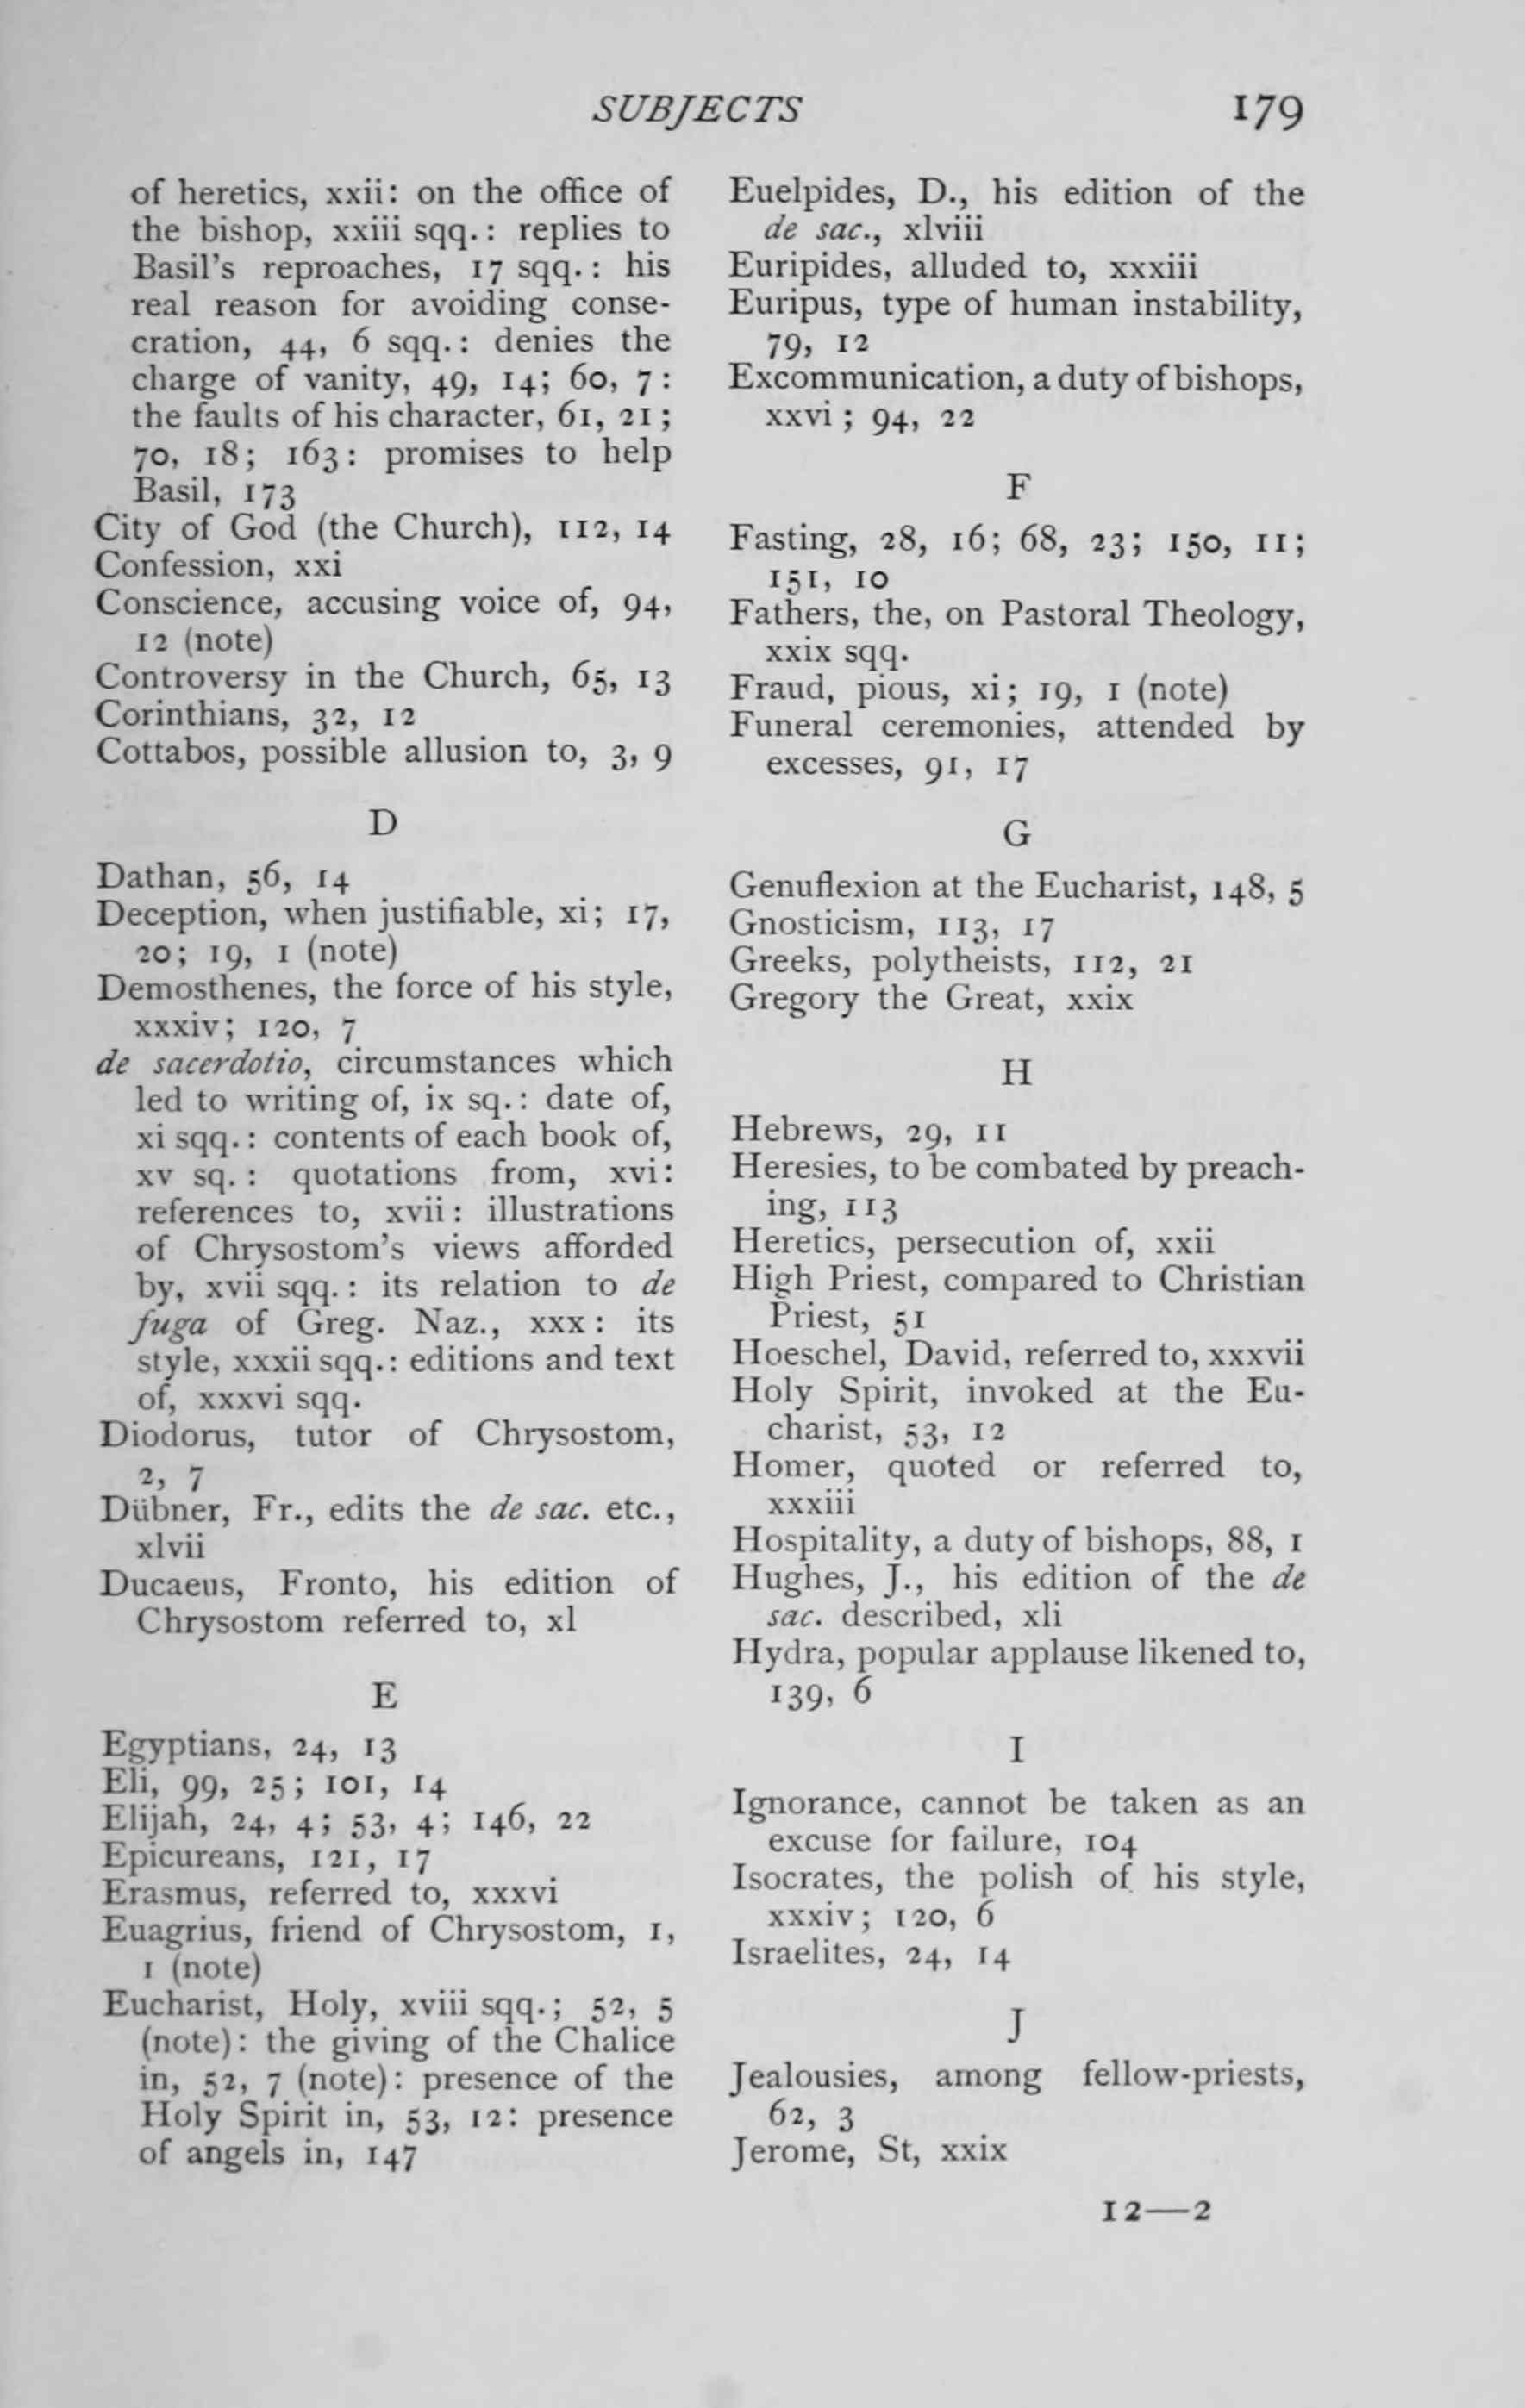 SUBJECTS 179
of heretics, xxii: on the office of
the bishop, xxiii sqq.: replies to
Basil's reproaches, 17 sqq.: his
real reason for avoiding conse-
cration, 44, 6 sqq.: denies the
charge of vanity, 49, 14; 60, 7:
the faults of his character, 61, 21;
70, 18; 163: promises to help
Basil, 173
City of God (the Church), 112, 14
Confession, xxi
Conscience, accusing voice of, 94,
12 (note)
Controversy in the Church, 65, 13
Corinthians, 32, 12
Cottabos, possible allusion to, 3, 9
D
Dathan, 56, 14
Deception, when justifiable, xi; 17,
20; 19, 1 (note)
Demosthenes, the force of his style,
xxxiv; 120, 7
de sacerdotio, circumstances which
led to writing of, ix sq.: date of,
xi sqq.: contents of each book of,
xv sq.: quotations from, xvi:
references to, xvii: illustrations
of Chrysostom's views afforded
by, xvii sqq.: its relation to de
fuga of Greg. Naz., xxx: its
style, xxxii sqq.: editions and text
of, xxxvi sqq.
Diodorus, tutor of Chrysostom,
2, 7
Dübner, Fr., edits the de sac. etc.,
xlvii
Ducaeus, Fronto, his edition of
Chrysostom referred to, xl
E
Egyptians, 24, 13
Eli, 99, 25; 101, 14
Elijah, 24, 4; 53, 4; 146, 22
Epicureans, 121, 17
Erasmus, referred to, xxxvi
Euagrius, friend of Chrysostom, 1,
1 (note)
Eucharist, Holy, xviii sqq.; 52, 5
(note): the giving of the Chalice
in, 52, 7 (note): presence of the
Holy Spirit in, 53, 12: presence
of angels in, 147
Euelpides, D., his edition of the
de sac., xlviii
Euripides, alluded to, xxxiii
Euripus, type of human instability,
79, 12
Excommunication, a duty of bishops,
xxvi; 94, 22
F
Fasting, 28, 16; 68, 23; 150, 11;
151, 10
Fathers, the, on Pastoral Theology,
xxix sqq.
Fraud, pious, xi; 19, 1 (note)
Funeral ceremonies, attended by
excesses, 91, 17
G
Genuflexion at the Eucharist, 148, 5
Gnosticism, 113, 17
Greeks, polytheists, 112, 21
Gregory the Great, xxix
H
Hebrews, 29, 11
Heresies, to be combated by preach-
ing, 113
Heretics, persecution of, xxii
High Priest, compared to Christian
Priest, 51
Hoeschel, David, referred to, xxxvii
Holy Spirit, invoked at the Eu-
charist, 53, 12
Homer, quoted or referred to,
xxxiii
Hospitality, a duty of bishops, 88, 1
Hughes, J., his edition of the de
sac. described, xli
Hydra, popular applause likened to,
139, 6
I
Ignorance, cannot be taken as an
excuse for failure, 104
Isocrates, the polish of his style,
xxxiv; 120, 6
Israelites, 24, 14
J
Jealousies, among fellow-priests,
62, 3
Jerome, St, xxix
12—2